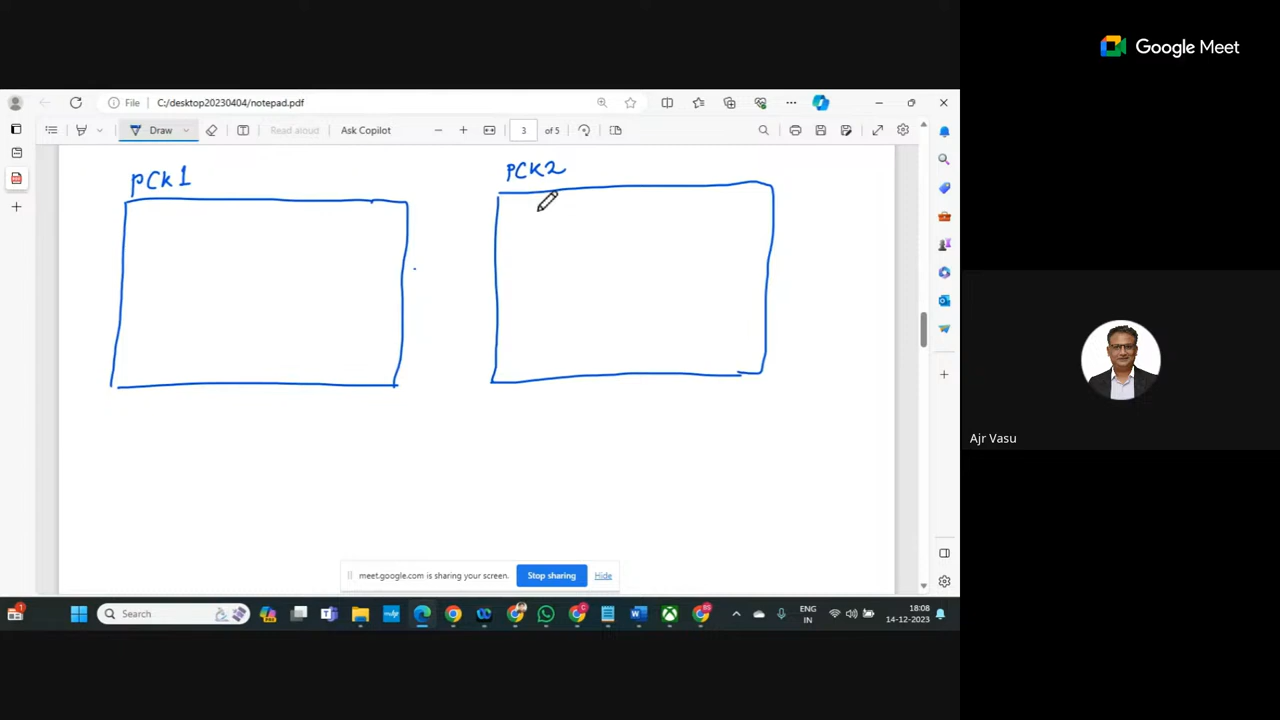 Google Meet
File C:/desktop20230404/notepad.pdf
Draw Read aloud Ask Copilot 3 of 5
PCK1
PCK2
Ajr Vasu
meet.google.com is sharing your screen. Stop sharing Hide
Search ENG IN 18:08 14-12-2023